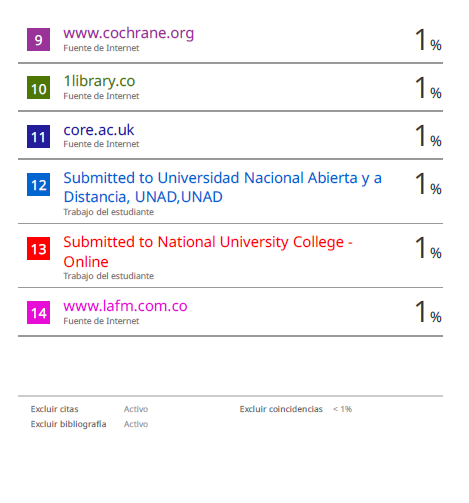 9 www.cochrane.org 1%
Fuente de Internet
10 1library.co 1%
Fuente de Internet
11 core.ac.uk 1%
Fuente de Internet
12 Submitted to Universidad Nacional Abierta y a 1%
Distancia, UNAD,UNAD
Trabajo del estudiante
13 Submitted to National University College - 1%
Online
Trabajo del estudiante
14 www.lafm.com.co 1%
Fuente de Internet
Excluir citas Activo Excluir coincidencias < 1%
Excluir bibliografía Activo